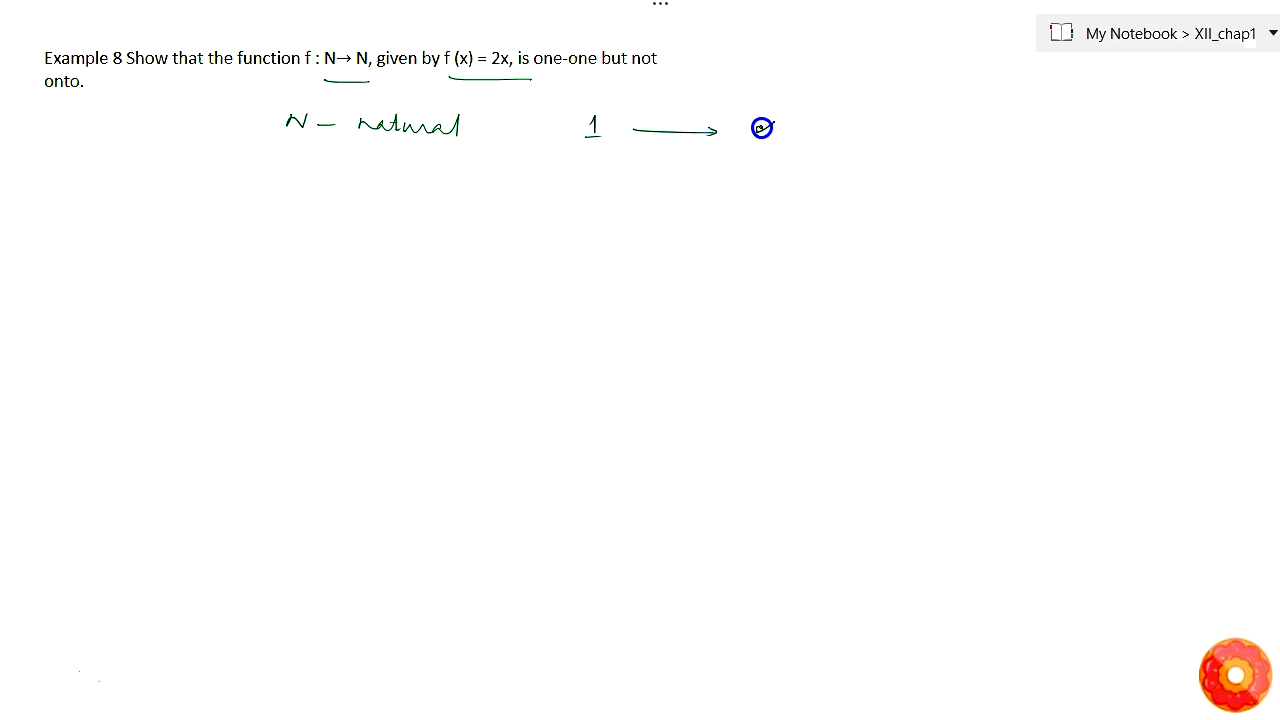 My Notebook > XII_chap1
Example 8 Show that the function f : N→ N, given by f (x) = 2x, is one-one but not
onto.
N - natural 1 →